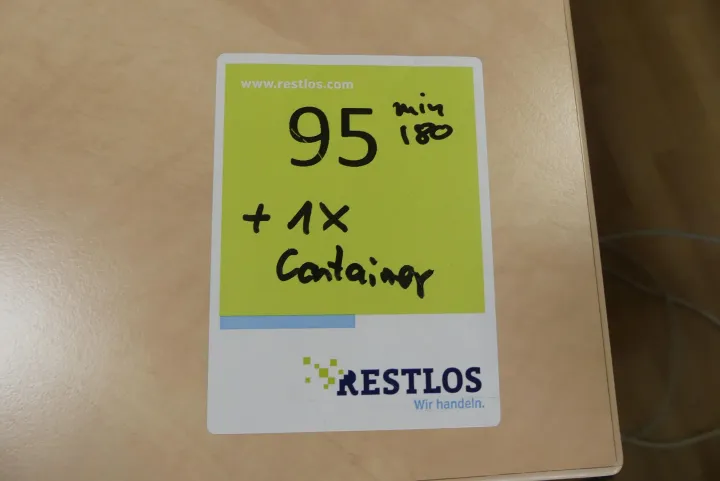 www.restlos.com
95 min
180
+ 1x
Container
RESTLOS
Wir handeln.